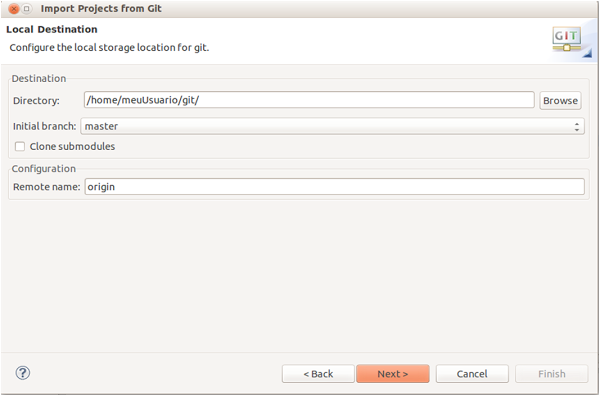 Import Projects from Git
Local Destination
Configure the local storage location for git.
GIT
Destination
Directory: /home/meuUsuario/git/ Browse
Initial branch: master
Clone submodules
Configuration
Remote name: origin
? < Back Next > Cancel Finish